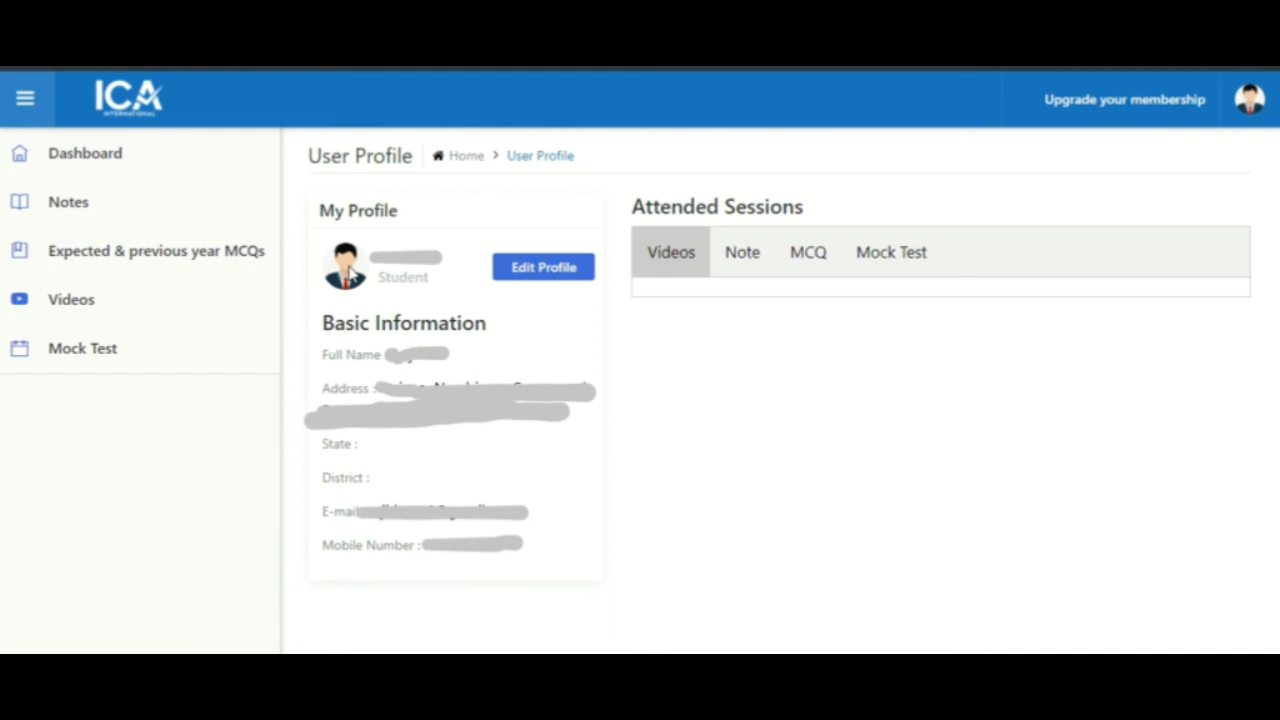 ICA
INTERNATIONAL
Upgrade your membership
Dashboard
Notes
Expected & previous year MCQs
Videos
Mock Test
User Profile
Home > User Profile
My Profile
Student
Edit Profile
Basic Information
Full Name
Address :
State :
District :
E-mail
Mobile Number :
Attended Sessions
Videos Note MCQ Mock Test